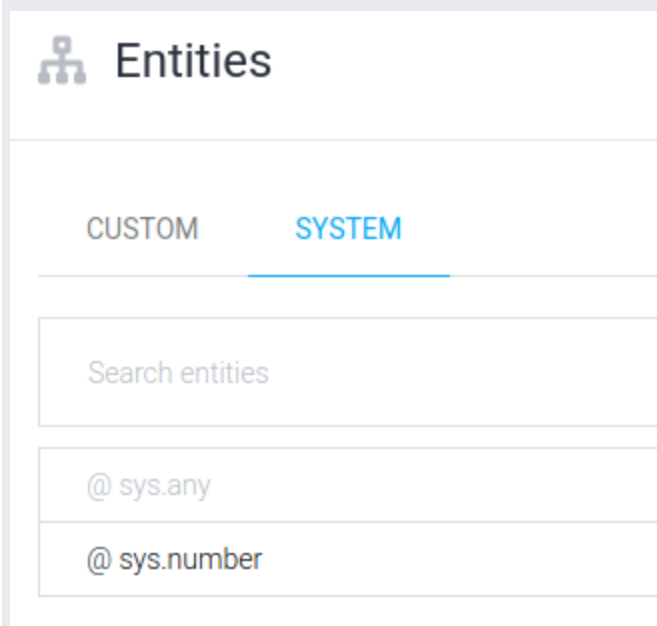 Entities
CUSTOM SYSTEM
Search entities
@ sys.any
@ sys.number